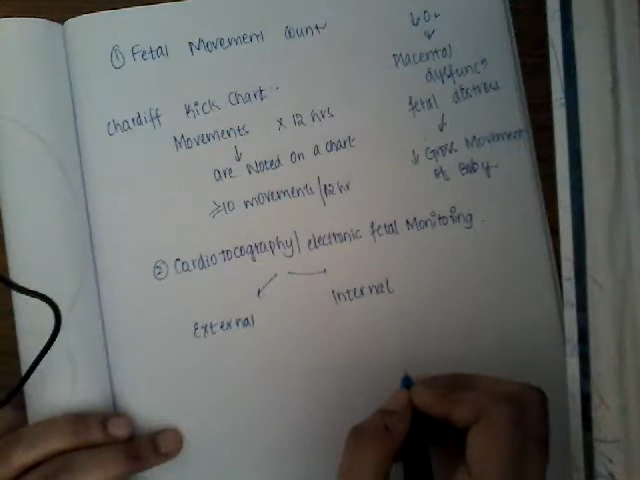 ① Fetal Movement count
Chardiff Kick Chart :-
Movements x 12 hrs
↓
are Noted on a chart
≥10 movements/12 hr
↓O₂
↓
Placental
dysfunc?
fetal distress
↓
↓ Gross Movement
of Baby.
② Cardiotocography/ electronic fetal Monitoring.
External
Internal